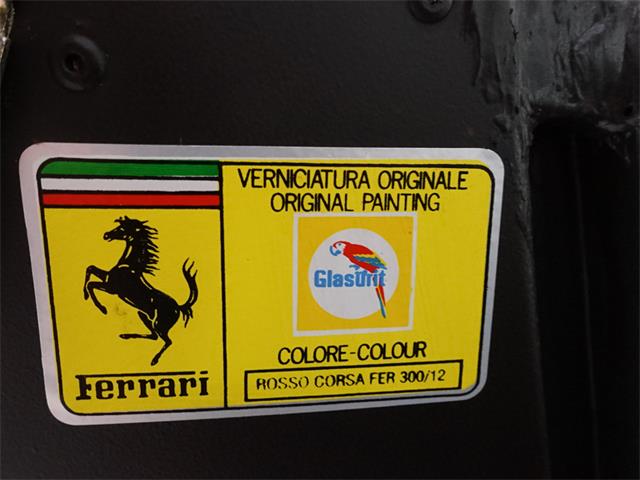 VERNICIATURA ORIGINALE
ORIGINAL PAINTING
Glasurit
COLORE-COLOUR
ROSSO CORSA FER 300/12
Ferrari